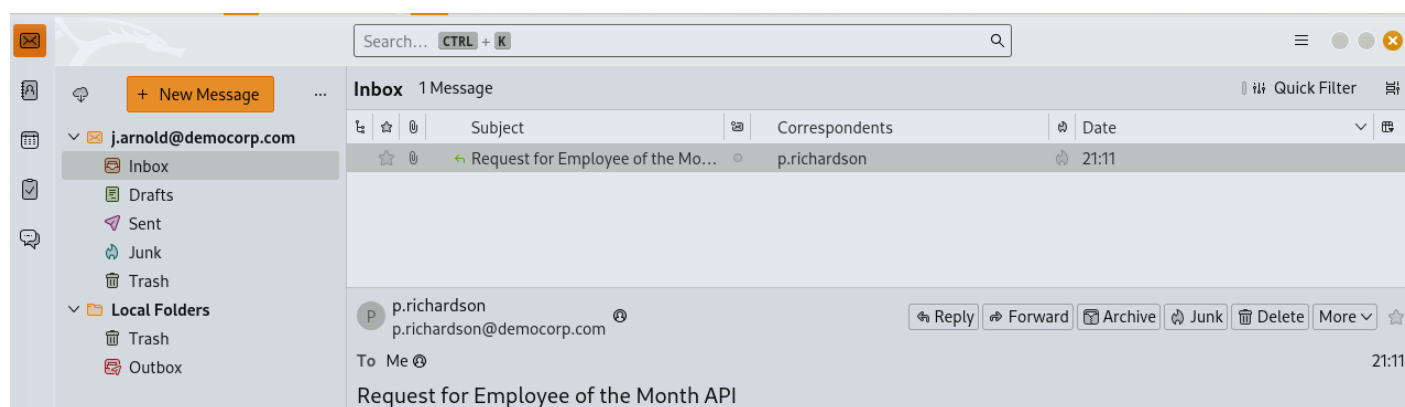 Search... CTRL + K
+ New Message ...
Inbox 1 Message Quick Filter
Subject Correspondents Date
Request for Employee of the Mo... p.richardson 21:11
j.arnold@democorp.com
Inbox
Drafts
Sent
Junk
Trash
Local Folders
Trash
Outbox
P p.richardson
p.richardson@democorp.com
Reply Forward Archive Junk Delete More
To Me 21:11
Request for Employee of the Month API